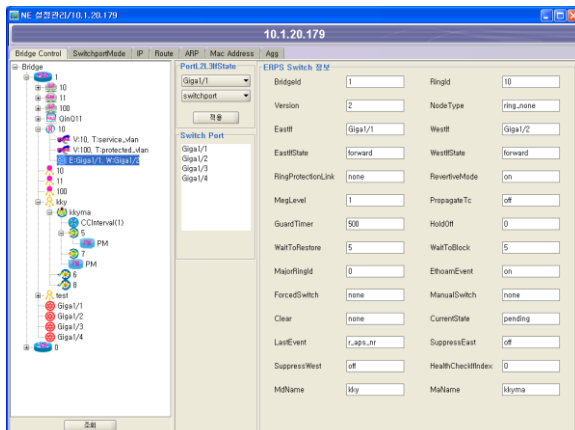 NE 설정관리/10.1.20.179
10.1.20.179
Bridge Control SwitchportMode IP Route ARP Mac Address Agg
Bridge
1
10
11
100
QinQ11
10
V:10, T:service_vlan
V:100, T:protected_vlan
E:Giga1/1, W:Giga1/2
10
11
100
kky
kkyma
CCInterval(1)
5
PM
7
PM
6
8
test
Giga1/1
Giga1/2
Giga1/3
Giga1/4
0
조회
PortL2L3IfState
Giga1/1
switchport
적용
Switch Port
Giga1/1
Giga1/2
Giga1/3
Giga1/4
ERPS Switch 정보
BridgeId 1 RingId 10
Version 2 NodeType ring_none
EastIf Giga1/1 WestIf Giga1/2
EastIfState forward WestIfState forward
RingProtectionLink none RevertiveMode on
MegLevel 1 PropagateTc off
GuardTimer 500 HoldOff 0
WaitToRestore 5 WaitToBlock 5
MajorRingId 0 EthoamEvent on
ForcedSwitch none ManualSwitch none
Clear none CurrentState pending
LastEvent r_aps_nr SuppressEast off
SuppressWest off HealthCheckIfIndex 0
MdName kky MaName kkyma